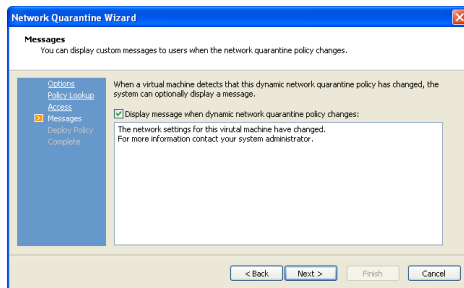 Network Quarantine Wizard
Messages
You can display custom messages to users when the network quarantine policy changes.
Options
Policy Lookup
Access
Messages
Deploy Policy
Complete
When a virtual machine detects that this dynamic network quarantine policy has changed, the
system can optionally display a message.
Display message when dynamic network quarantine policy changes:
The network settings for this virutal machine have changed.
For more information contact your system administrator.
< Back
Next >
Finish
Cancel